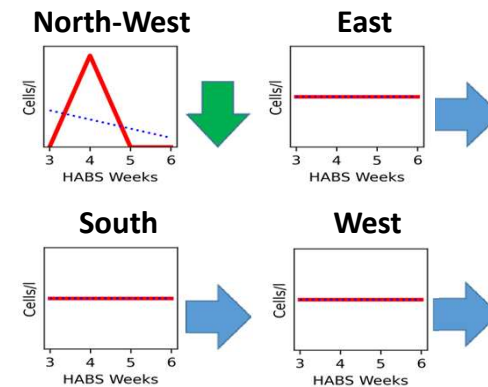 North-West
Cells/l
3 4 5 6
HABS Weeks
East
Cells/l
3 4 5 6
HABS Weeks
South
Cells/l
3 4 5 6
HABS Weeks
West
Cells/l
3 4 5 6
HABS Weeks